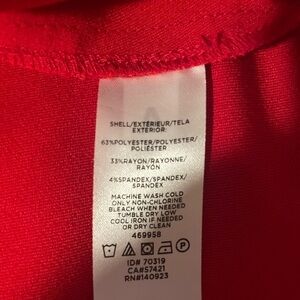 SHELL/EXTÉRIEUR/TELA
EXTERIOR:
63%POLYESTER/POLYESTER/
POLIÉSTER
33%RAYON/RAYONNE/
RAYÓN
4%SPANDEX/SPANDEX/
SPANDEX
MACHINE WASH COLD
ONLY NON-CHLORINE
BLEACH WHEN NEEDED
TUMBLE DRY LOW
COOL IRON IF NEEDED
OR DRY CLEAN
469958
P
ID# 70319
CA#57421
RN#140923